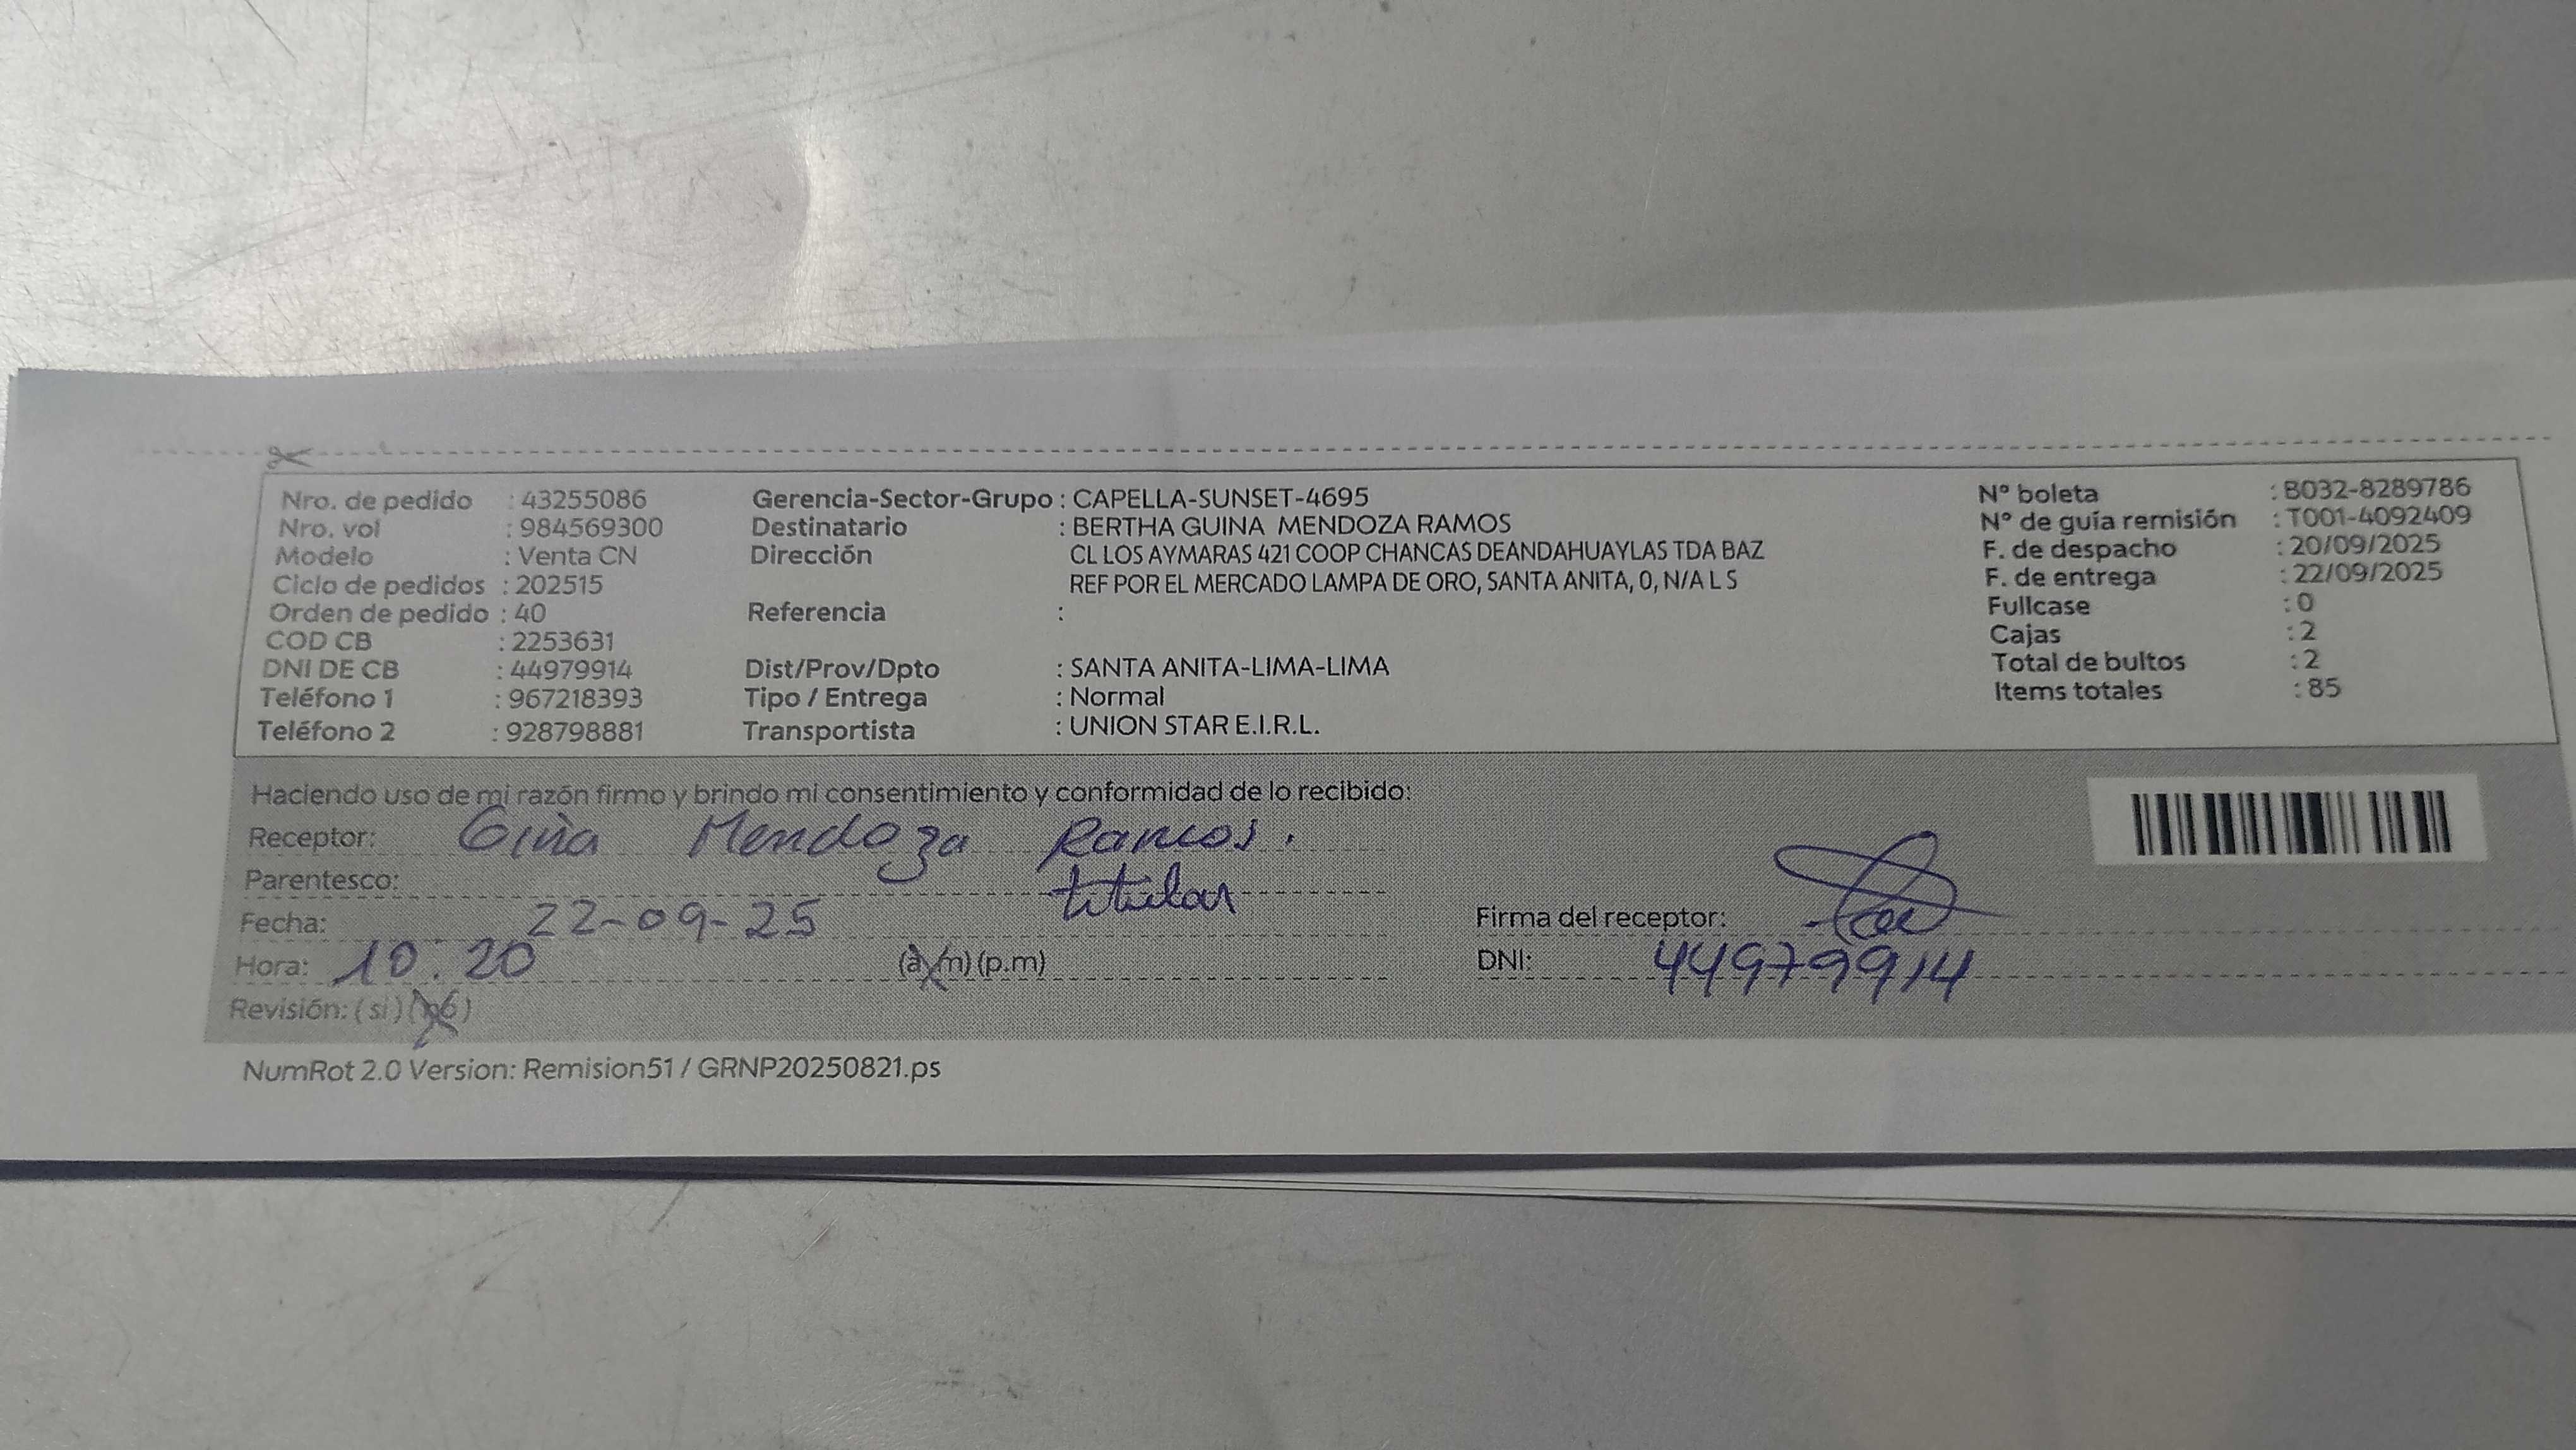 Nro. de pedido : 43255086 Gerencia-Sector-Grupo : CAPELLA-SUNSET-4695 N° boleta : B032-8289786
Nro. vol : 984569300 Destinatario : BERTHA GUINA MENDOZA RAMOS N° de guía remisión : T001-4092409
Modelo : Venta CN Dirección CL LOS AYMARAS 421 COOP CHANCAS DEANDAHUAYLAS TDA BAZ F. de despacho : 20/09/2025
Ciclo de pedidos : 202515 REF POR EL MERCADO LAMPA DE ORO, SANTA ANITA, 0, N/A L S F. de entrega : 22/09/2025
Orden de pedido : 40 Referencia : Fullcase : 0
COD CB : 2253631 Cajas : 2
DNI DE CB : 44979914 Dist/Prov/Dpto : SANTA ANITA-LIMA-LIMA Total de bultos : 2
Teléfono 1 : 967218393 Tipo / Entrega : Normal Items totales : 85
Teléfono 2 : 928798881 Transportista : UNION STAR E.I.R.L.
Haciendo uso de mi razón firmo y brindo mi consentimiento y conformidad de lo recibido:
Receptor: Guina Mendoza Ramos.
Parentesco: titular
Fecha: 22-09-25 Firma del receptor:
Hora: 10.20 (a.m) (p.m) DNI: 44979914
Revisión: (si) (no)
NumRot 2.0 Version: Remision51 / GRNP20250821.ps